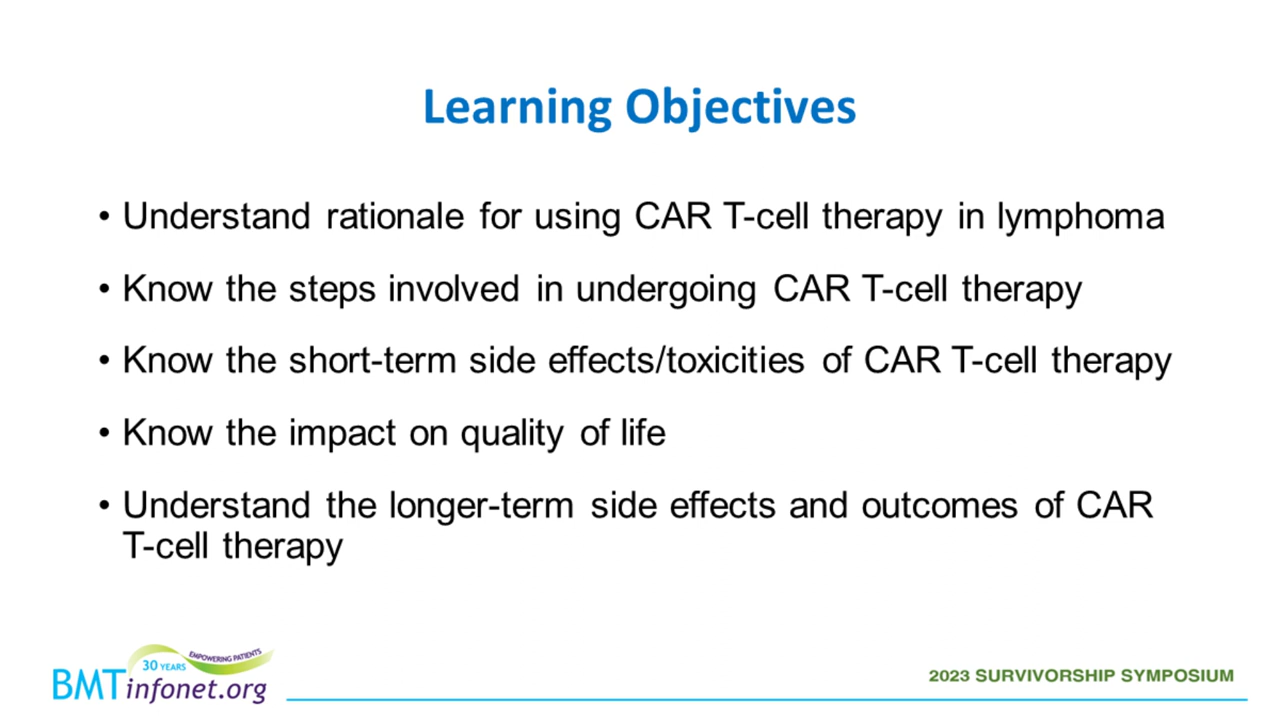 Learning Objectives
• Understand rationale for using CAR T-cell therapy in lymphoma
• Know the steps involved in undergoing CAR T-cell therapy
• Know the short-term side effects/toxicities of CAR T-cell therapy
• Know the impact on quality of life
• Understand the longer-term side effects and outcomes of CAR
T-cell therapy
30 YEARS EMPOWERING PATIENTS
BMTinfonet.org
2023 SURVIVORSHIP SYMPOSIUM